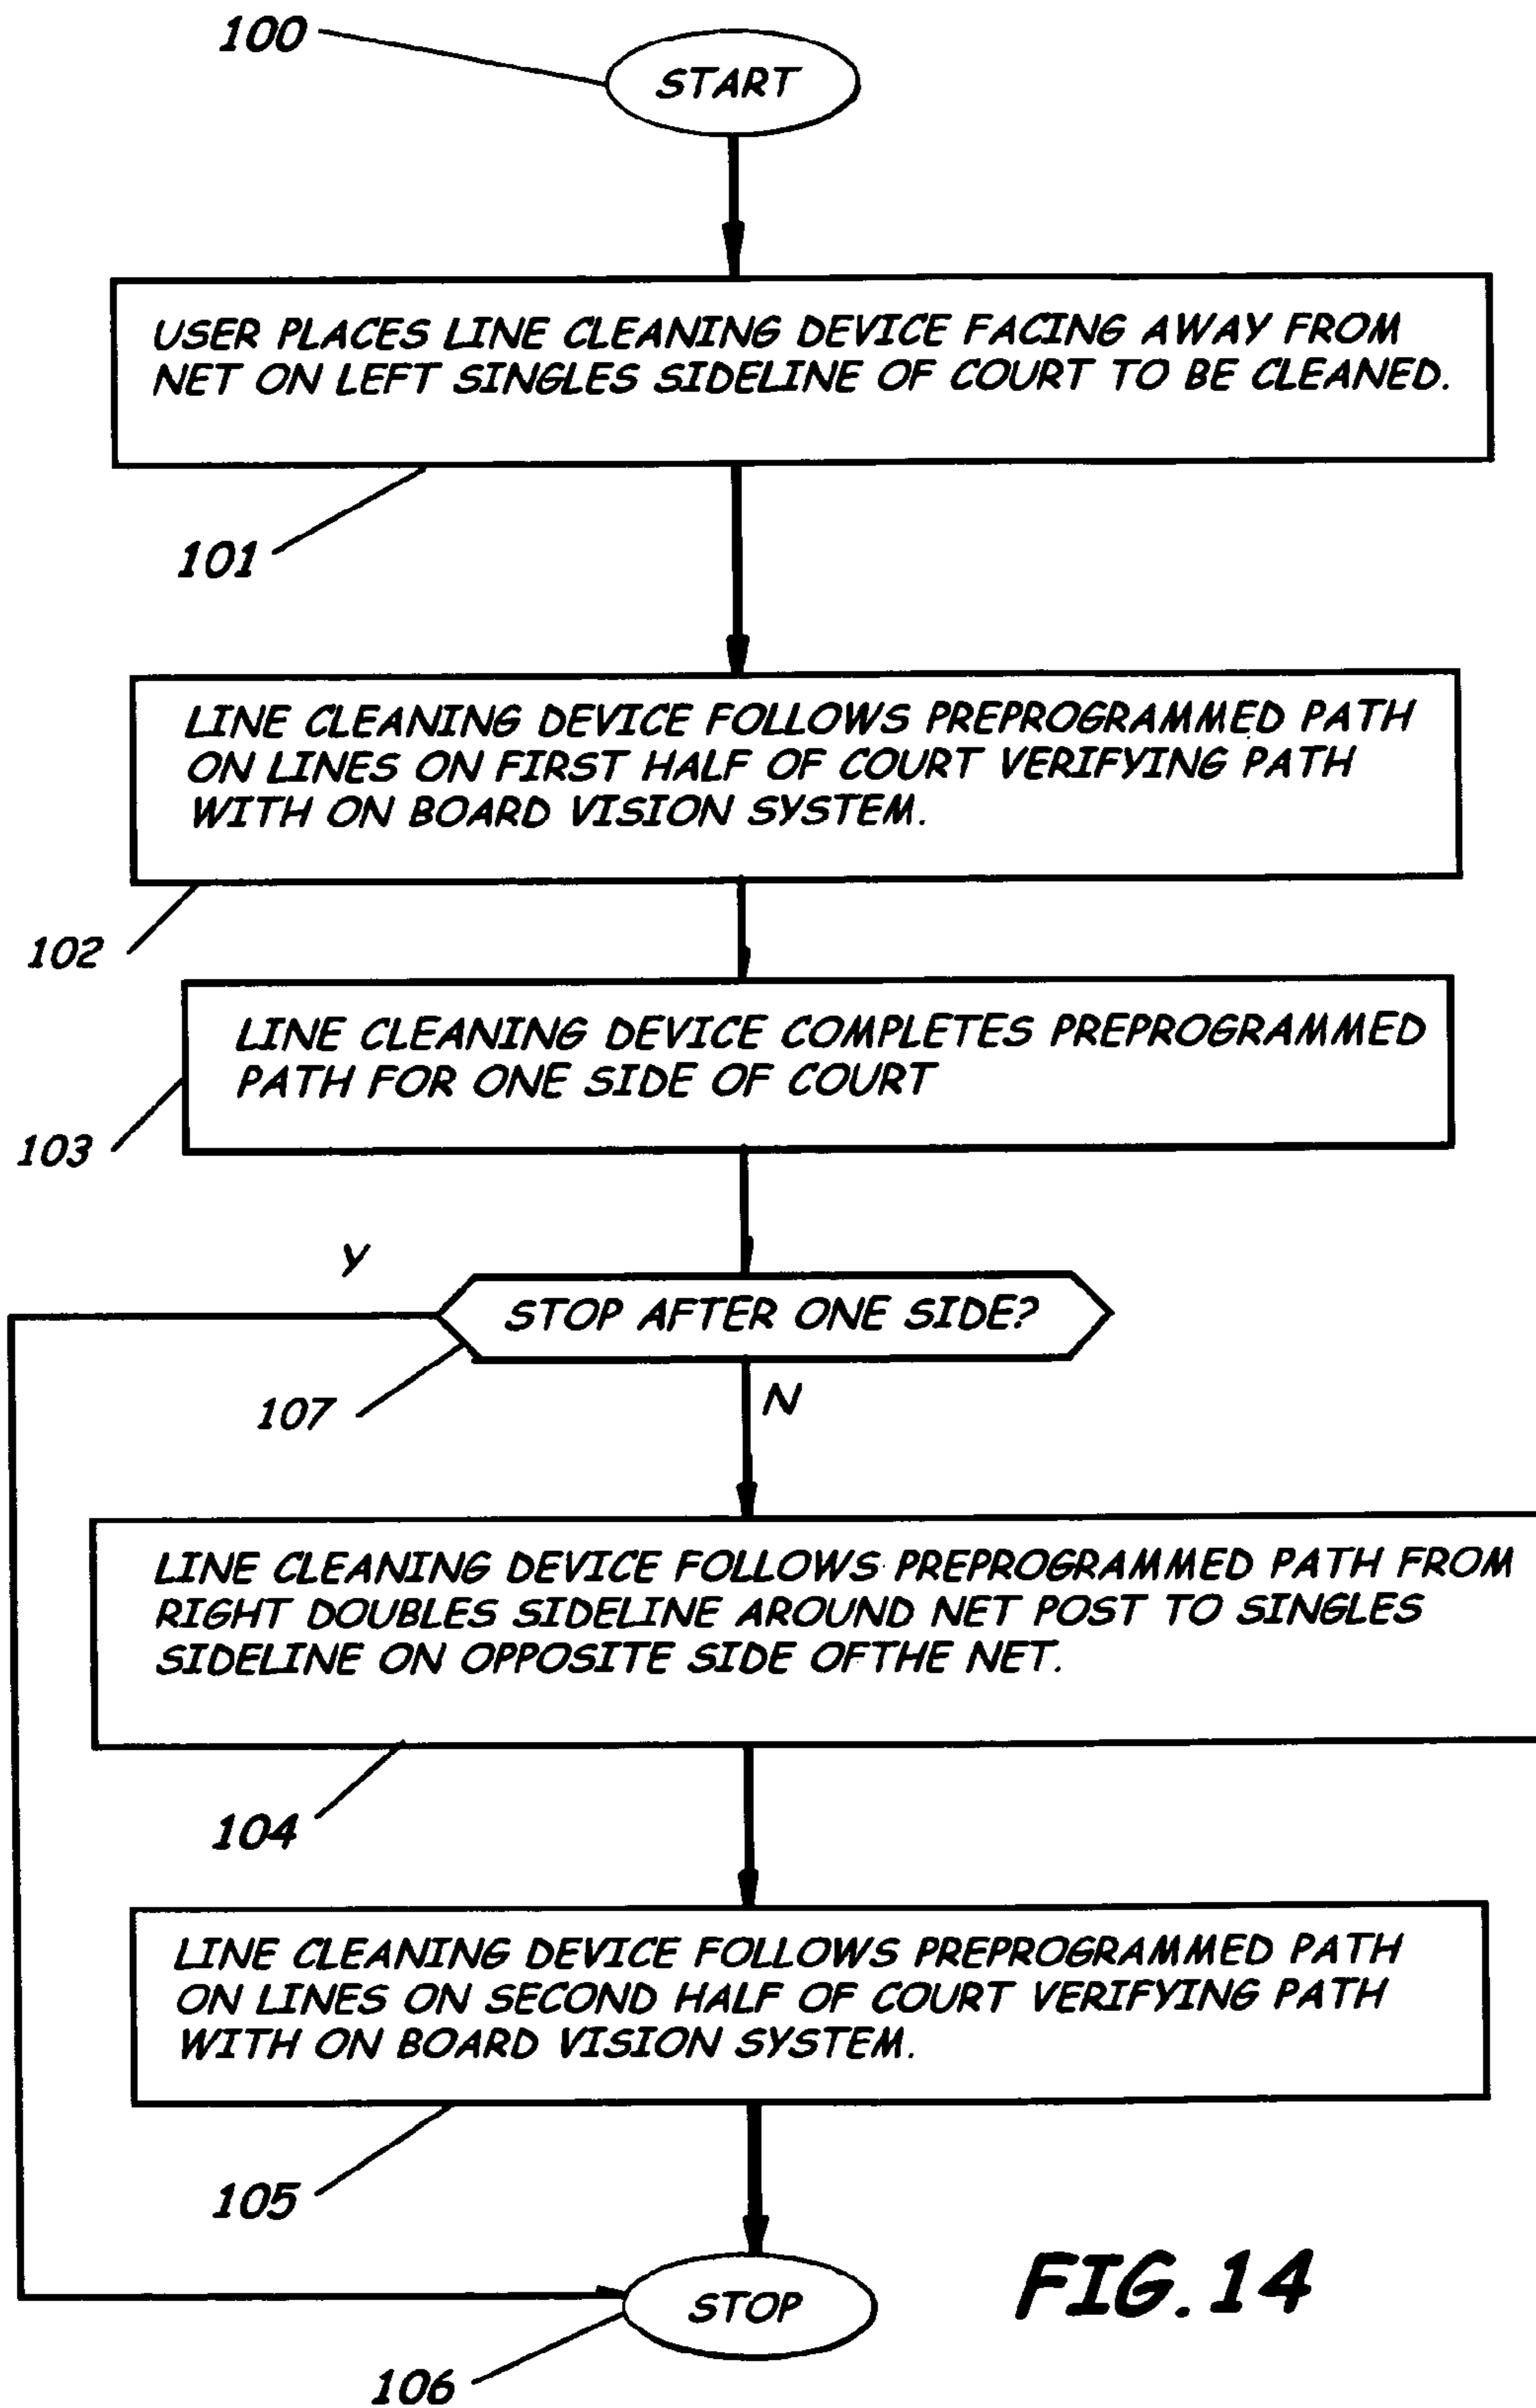 100
START
USER PLACES LINE CLEANING DEVICE FACING AWAY FROM
NET ON LEFT SINGLES SIDELINE OF COURT TO BE CLEANED.
101
LINE CLEANING DEVICE FOLLOWS PREPROGRAMMED PATH
ON LINES ON FIRST HALF OF COURT VERIFYING PATH
WITH ON BOARD VISION SYSTEM.
102
LINE CLEANING DEVICE COMPLETES PREPROGRAMMED
PATH FOR ONE SIDE OF COURT
103
Y
STOP AFTER ONE SIDE?
107
N
LINE CLEANING DEVICE FOLLOWS PREPROGRAMMED PATH FROM
RIGHT DOUBLES SIDELINE AROUND NET POST TO SINGLES
SIDELINE ON OPPOSITE SIDE OFTHE NET.
104
LINE CLEANING DEVICE FOLLOWS PREPROGRAMMED PATH
ON LINES ON SECOND HALF OF COURT VERIFYING PATH
WITH ON BOARD VISION SYSTEM.
105
STOP
106
FIG. 14